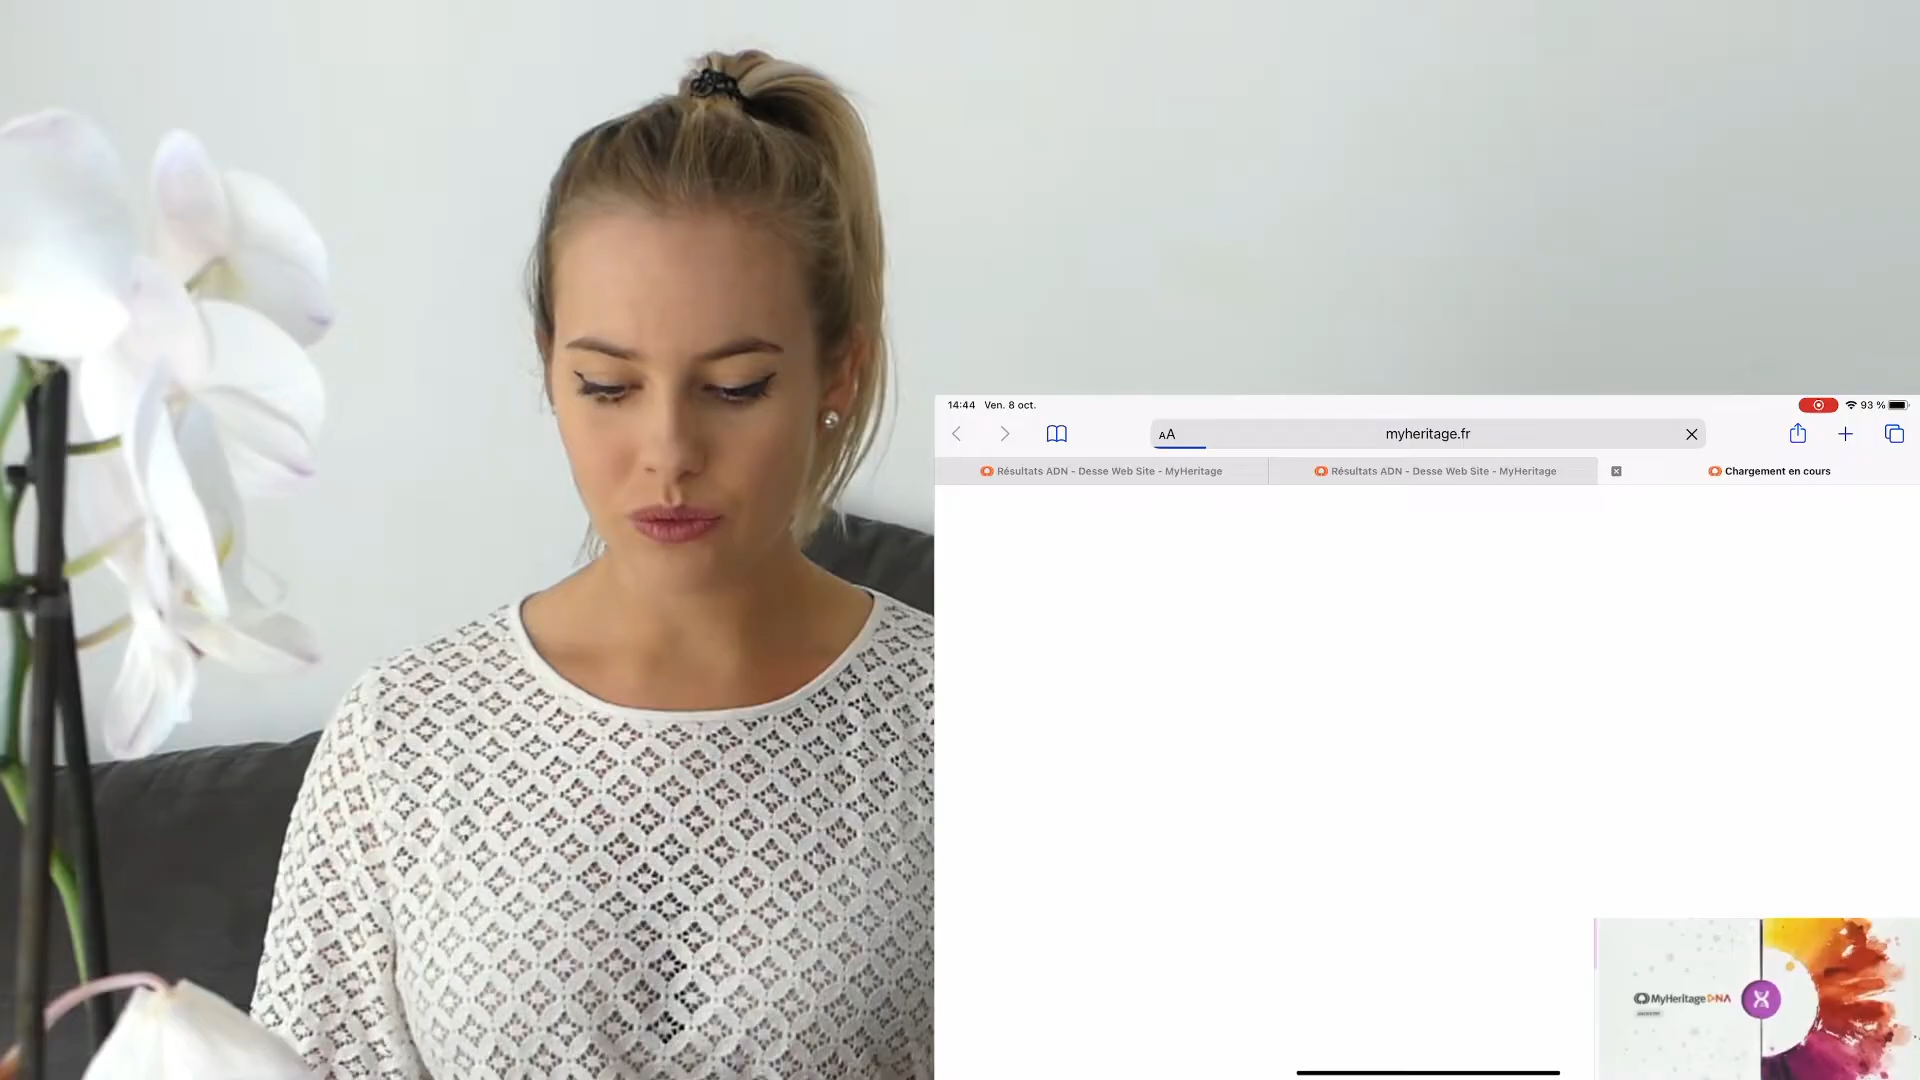 14:44 Ven. 8 oct.
93 %
AA
myheritage.fr
Résultats ADN - Desse Web Site - MyHeritage
Résultats ADN - Desse Web Site - MyHeritage
Chargement en cours
MyHeritage DNA